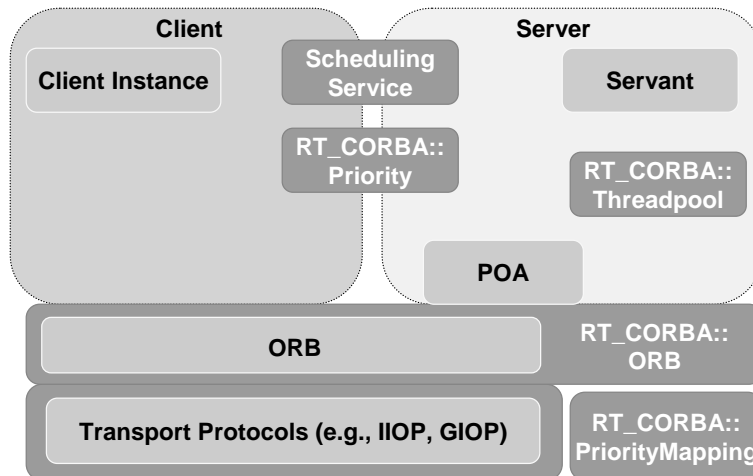 Client
Server
Client Instance
Scheduling
Service
Servant
RT_CORBA::
Priority
RT_CORBA::
Threadpool
POA
ORB
RT_CORBA::
ORB
Transport Protocols (e.g., IIOP, GIOP)
RT_CORBA::
PriorityMapping